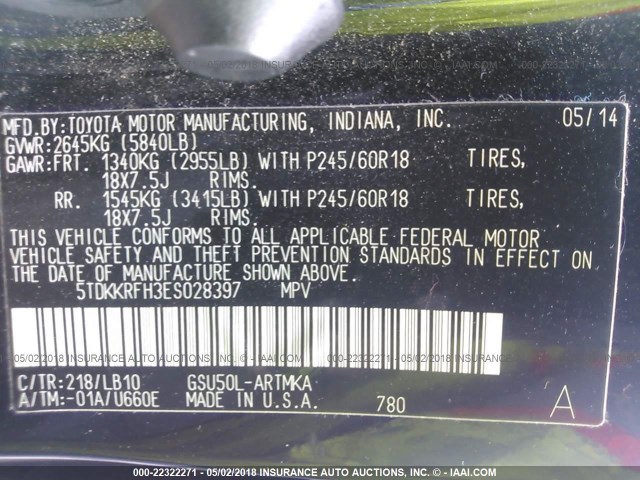 MFD.BY:TOYOTA MOTOR MANUFACTURING, INDIANA, INC. 05/14
GVWR:2645KG (5840LB)
GAWR:FRT. 1340KG (2955LB) WITH P245/60R18 TIRES,
18X7.5J RIMS.
RR. 1545KG (3415LB) WITH P245/60R18 TIRES,
18X7.5J RIMS.
THIS VEHICLE CONFORMS TO ALL APPLICABLE FEDERAL MOTOR
VEHICLE SAFETY AND THEFT PREVENTION STANDARDS IN EFFECT ON
THE DATE OF MANUFACTURE SHOWN ABOVE.
5TDKKRFH3ES028397 MPV
C/TR:218/LB10 GSU50L-ARTMKA
A/TM:-01A/U660E MADE IN U.S.A. 780 A
000-22322271 - 05/02/2018 INSURANCE AUTO AUCTIONS, INC. - © IAAI.COM